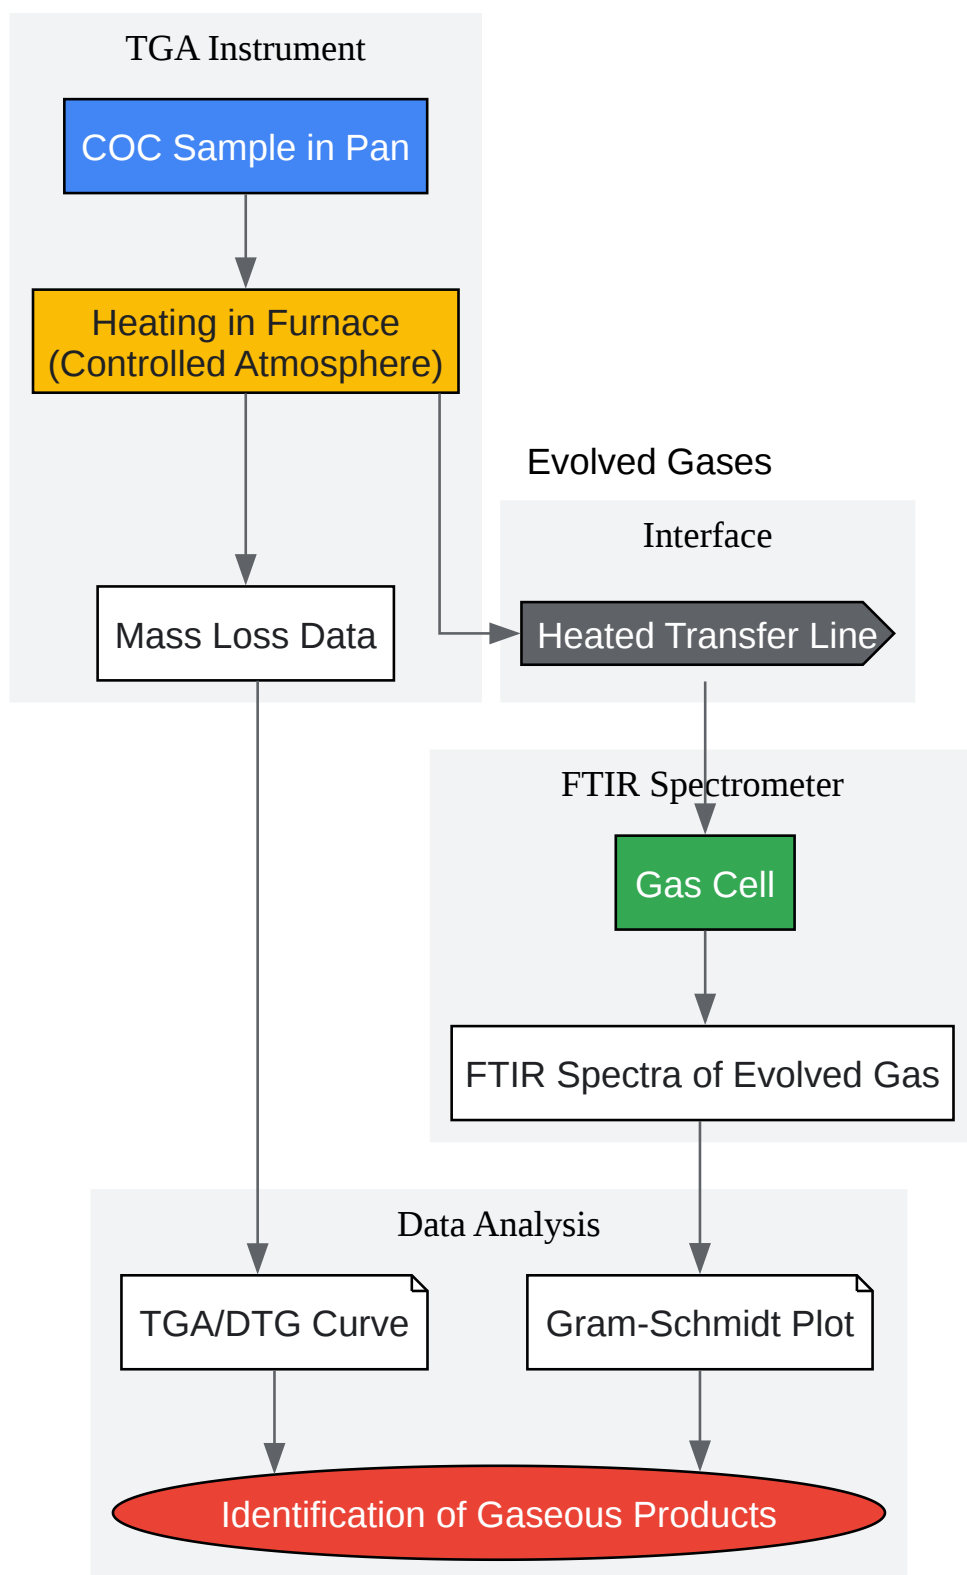 TGA Instrument
COC Sample in Pan
Heating in Furnace
(Controlled Atmosphere)
Evolved Gases
Interface
Mass Loss Data
Heated Transfer Line
FTIR Spectrometer
Gas Cell
FTIR Spectra of Evolved Gas
Data Analysis
TGA/DTG Curve
Gram-Schmidt Plot
Identification of Gaseous Products